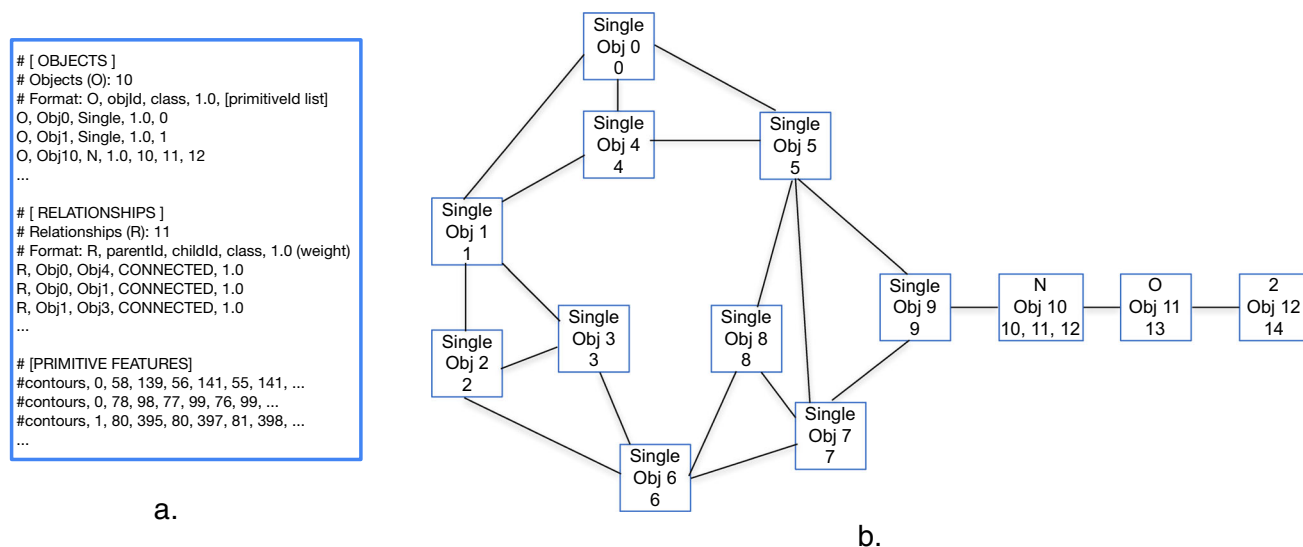 # [ OBJECTS ]
# Objects (O): 10
# Format: O, objId, class, 1.0, [primitiveId list]
O, Obj0, Single, 1.0, 0
O, Obj1, Single, 1.0, 1
O, Obj10, N, 1.0, 10, 11, 12
...
# [ RELATIONSHIPS ]
# Relationships (R): 11
# Format: R, parentId, childId, class, 1.0 (weight)
R, Obj0, Obj4, CONNECTED, 1.0
R, Obj0, Obj1, CONNECTED, 1.0
R, Obj1, Obj3, CONNECTED, 1.0
...
# [PRIMITIVE FEATURES]
#contours, 0, 58, 139, 56, 141, 55, 141, ...
#contours, 0, 78, 98, 77, 99, 76, 99, ...
#contours, 1, 80, 395, 80, 397, 81, 398, ...
...
a.
Single
Obj 0
0
Single
Obj 4
4
Single
Obj 5
5
Single
Obj 1
1
Single
Obj 2
2
Single
Obj 3
3
Single
Obj 8
8
Single
Obj 9
9
N
Obj 10
10, 11, 12
O
Obj 11
13
2
Obj 12
14
Single
Obj 7
7
Single
Obj 6
6
b.